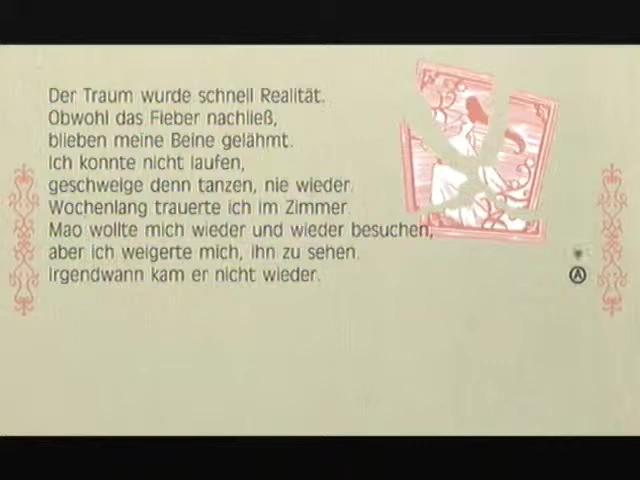 Der Traum wurde schnell Realität.
Obwohl das Fieber nachließ,
blieben meine Beine gelähmt.
Ich konnte nicht laufen,
geschweige denn tanzen, nie wieder.
Wochenlang trauerte ich im Zimmer.
Mao wollte mich wieder und wieder besuchen,
aber ich weigerte mich, ihn zu sehen.
Irgendwann kam er nicht wieder.
A